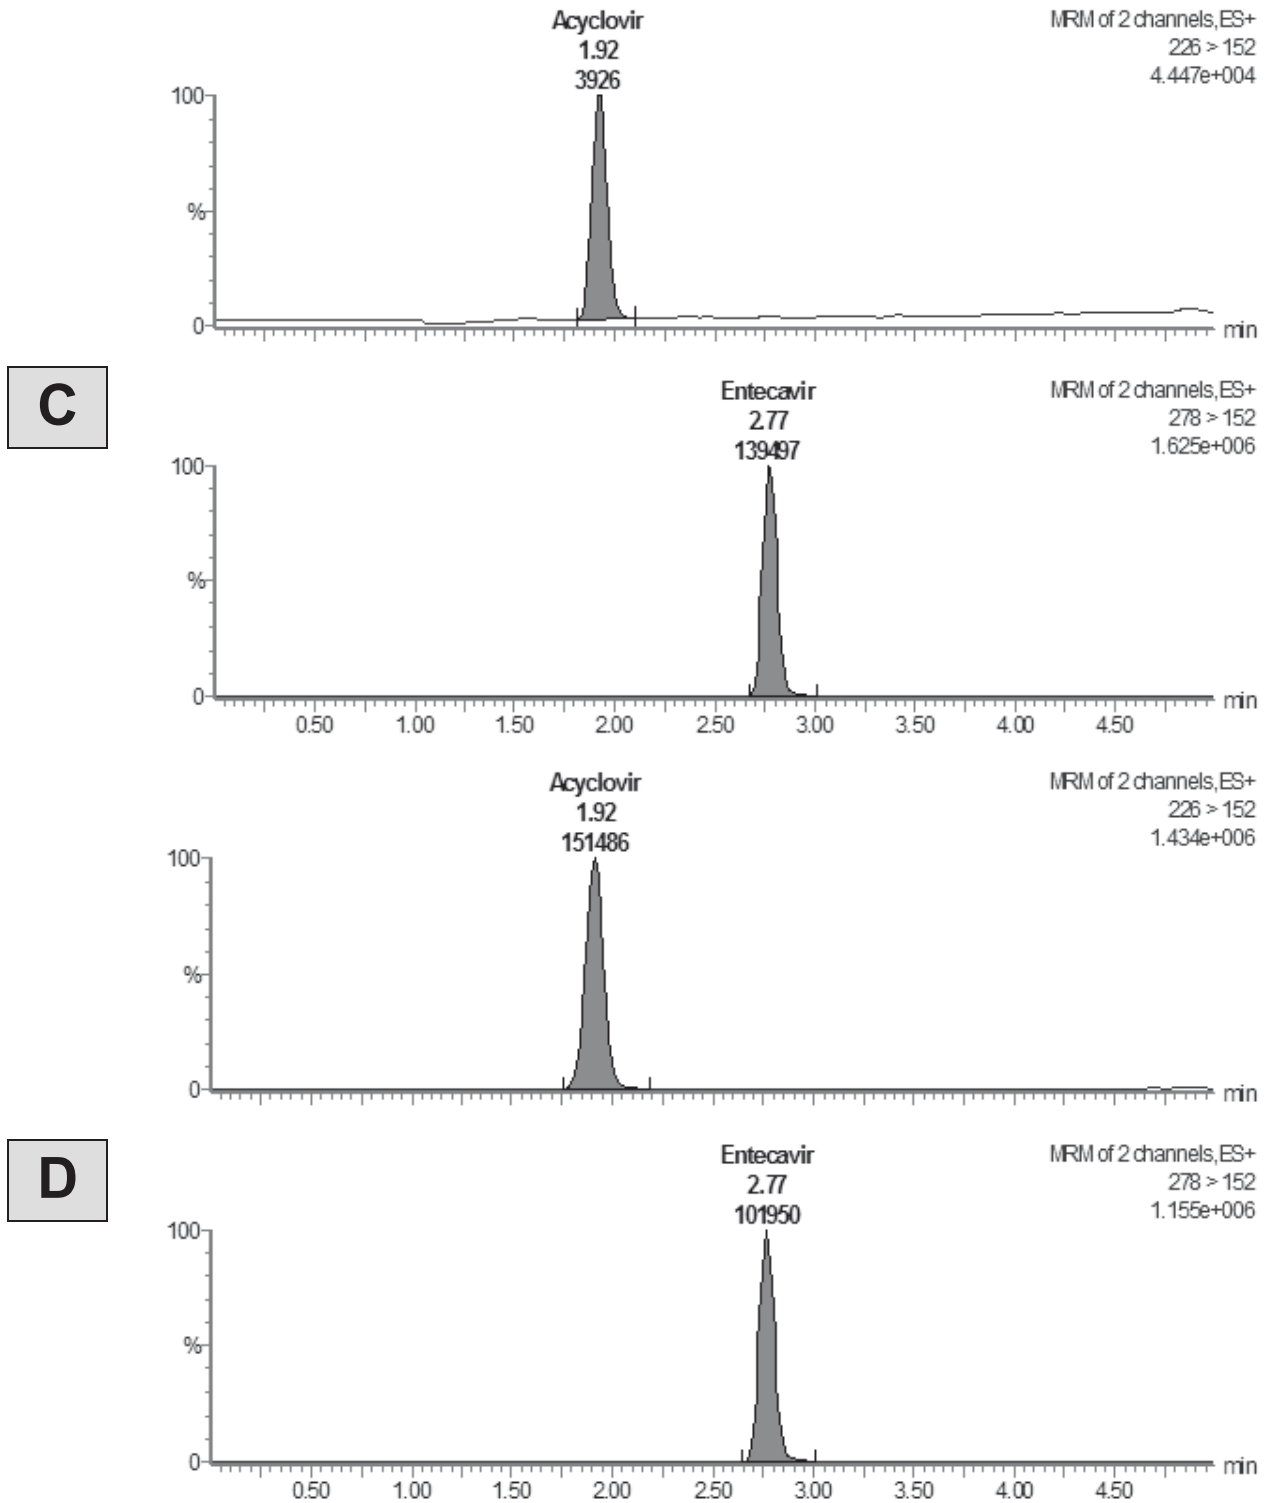 Acyclovir
1.92
3926
MRM of 2 channels,ES+
226 > 152
4.447e+004
100
%
0
min
C
Entecavir
2.77
139497
MRM of 2 channels,ES+
278 > 152
1.625e+006
100
%
0
min
0.50 1.00 1.50 2.00 2.50 3.00 3.50 4.00 4.50
Acyclovir
1.92
151486
MRM of 2 channels,ES+
226 > 152
1.434e+006
100
%
0
min
D
Entecavir
2.77
101950
MRM of 2 channels,ES+
278 > 152
1.155e+006
100
%
0
min
0.50 1.00 1.50 2.00 2.50 3.00 3.50 4.00 4.50